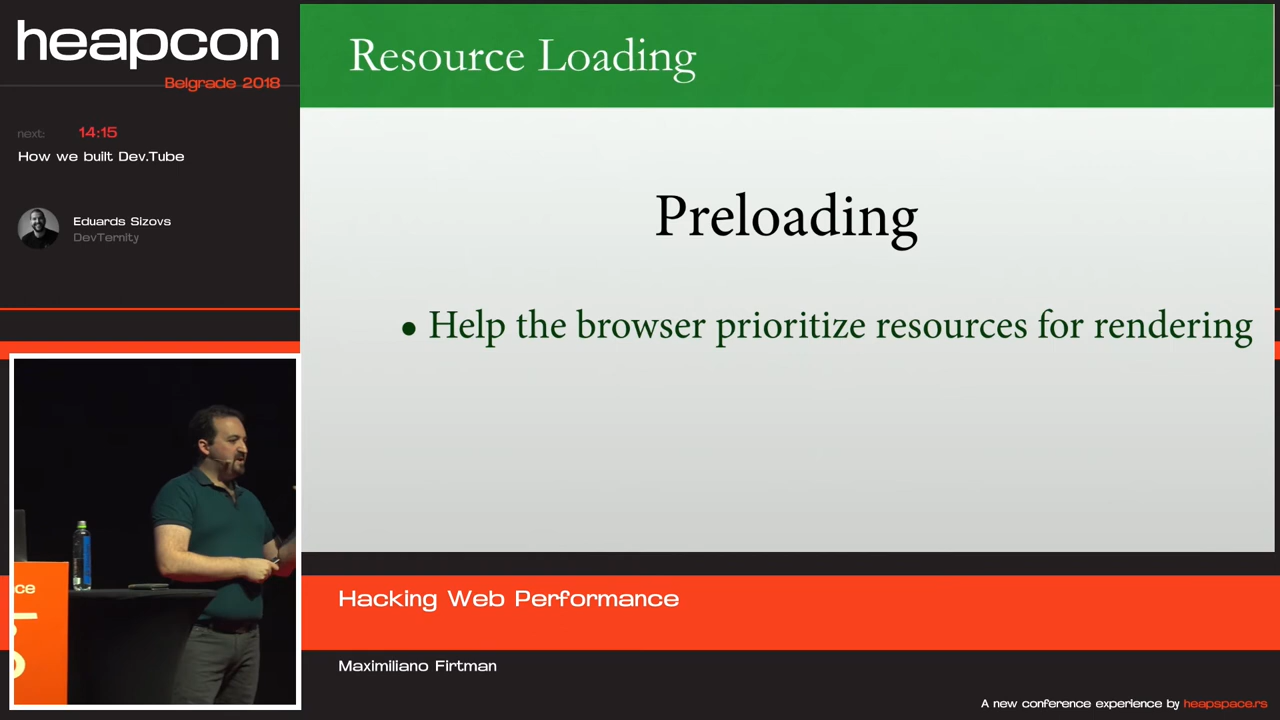 heapcon
Belgrade 2018
next: 14:15
How we built Dev.Tube
Eduards Sizovs
DevTernity
Resource Loading
Preloading
• Help the browser prioritize resources for rendering
ce
Hacking Web Performance
Maximiliano Firtman
A new conference experience by heapspace.rs